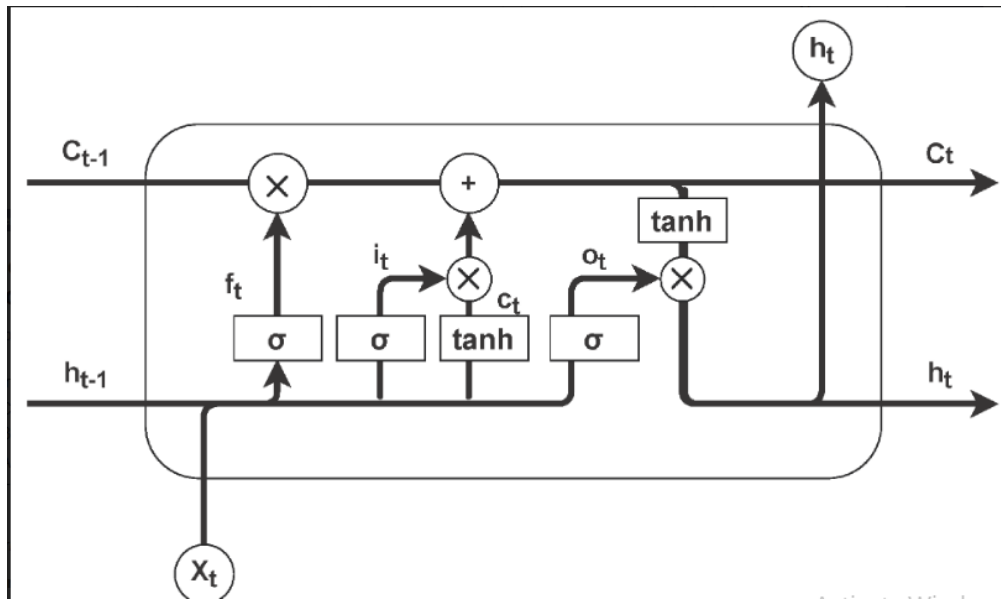 hₜ
Cₜ₋₁
Cₜ
×
+
tanh
iₜ
oₜ
fₜ
×
×
cₜ
σ
σ
tanh
σ
hₜ₋₁
hₜ
Xₜ